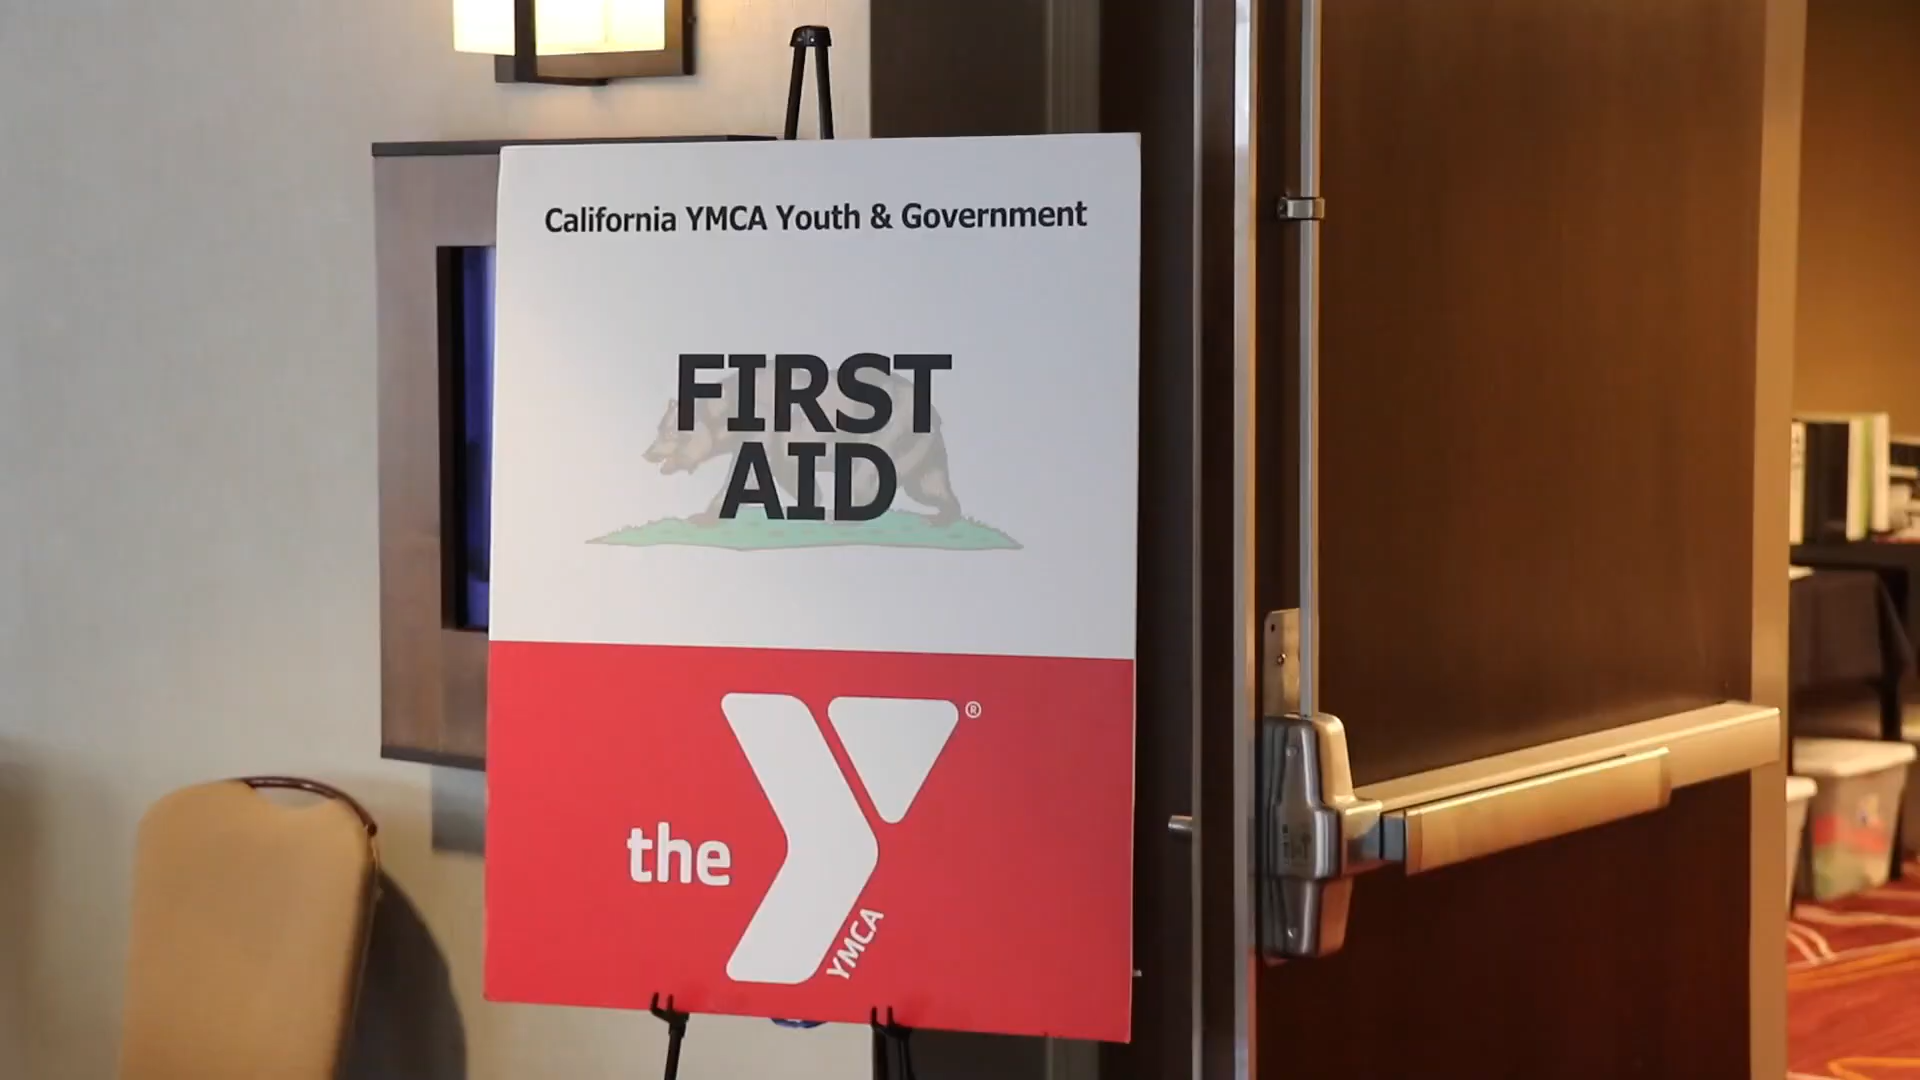 California YMCA Youth & Government
FIRST
AID
the
YMCA
®